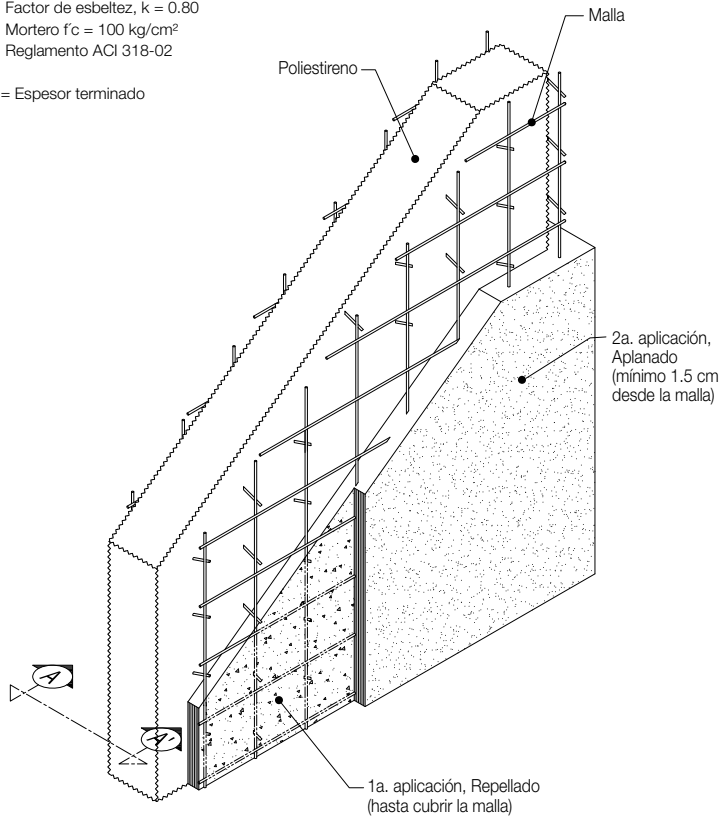 Factor de esbeltez, k = 0.80
Mortero f´c = 100 kg/cm²
Reglamento ACI 318-02
= Espesor terminado
Malla
Poliestireno
2a. aplicación,
Aplanado
(mínimo 1.5 cm
desde la malla)
A
A'
1a. aplicación, Repellado
(hasta cubrir la malla)